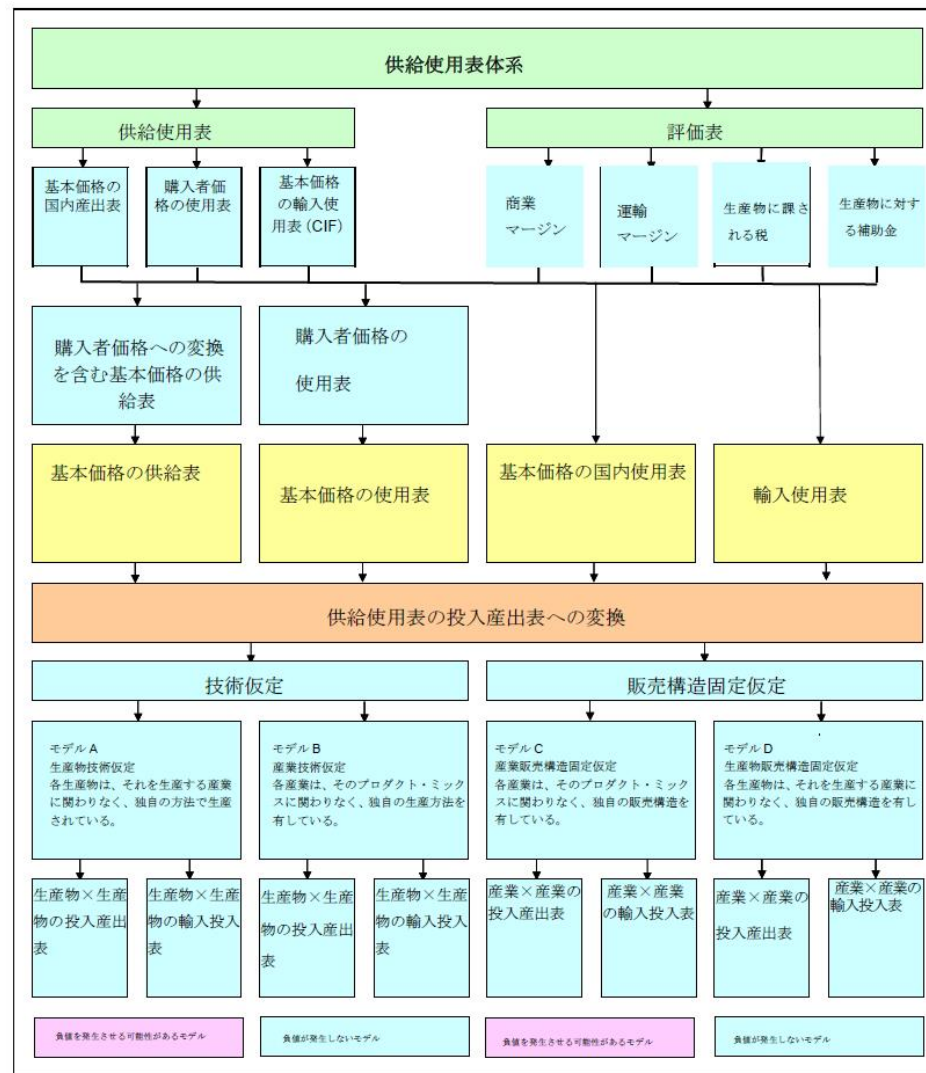 供給使用表体系
供給使用表
評価表
基本価格の
国内産出表
購入者価
格の使用表
基本価格
の輸入使
用表(CIF)
商業
マージン
運輸
マージン
生産物に課さ
れる税
生産物に対す
る補助金
購入者価格への変換
を含む基本価格の供
給表
購入者価格の
使用表
基本価格の供給表
基本価格の使用表
基本価格の国内使用表
輸入使用表
供給使用表の投入産出表への変換
技術仮定
販売構造固定仮定
モデル A
生産物技術仮定
各生産物は、それを生産する産業
に関わりなく、独自の方法で生産
されている。
モデル B
産業技術仮定
各産業は、そのプロダクト・ミック
スに関わりなく、独自の生産方法を
有している。
モデル C
産業販売構造固定仮定
各産業は、そのプロダクト・ミック
スに関わりなく、独自の販売構造を
有している。
モデル D
生産物販売構造固定仮定
各生産物は、それを生産する産業に
関わりなく、独自の販売構造を有し
ている。
生産物×生産
物の投入産出
表
生産物×生産
物の輸入投入
表
生産物×生産
物の投入産出
表
生産物×生産
物の輸入投入
表
産業×産業の
投入産出表
産業×産業
の輸入投入表
産業×産業の
投入産出表
産業×産業の
輸入投入表
負値を発生させる可能性があるモデル
負値が発生しないモデル
負値を発生させる可能性があるモデル
負値が発生しないモデル